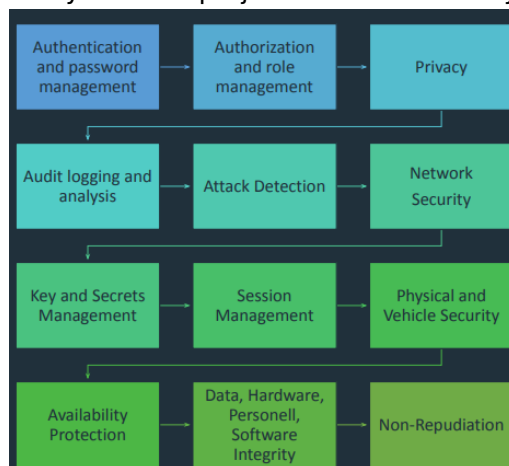 Authentication
and password
management
Authorization
and role
management
Privacy
Audit logging and
analysis
Attack Detection
Network
Security
Key and Secrets
Management
Session
Management
Physical and
Vehicle Security
Availability
Protection
Data, Hardware,
Personell,
Software
Integrity
Non-Repudiation